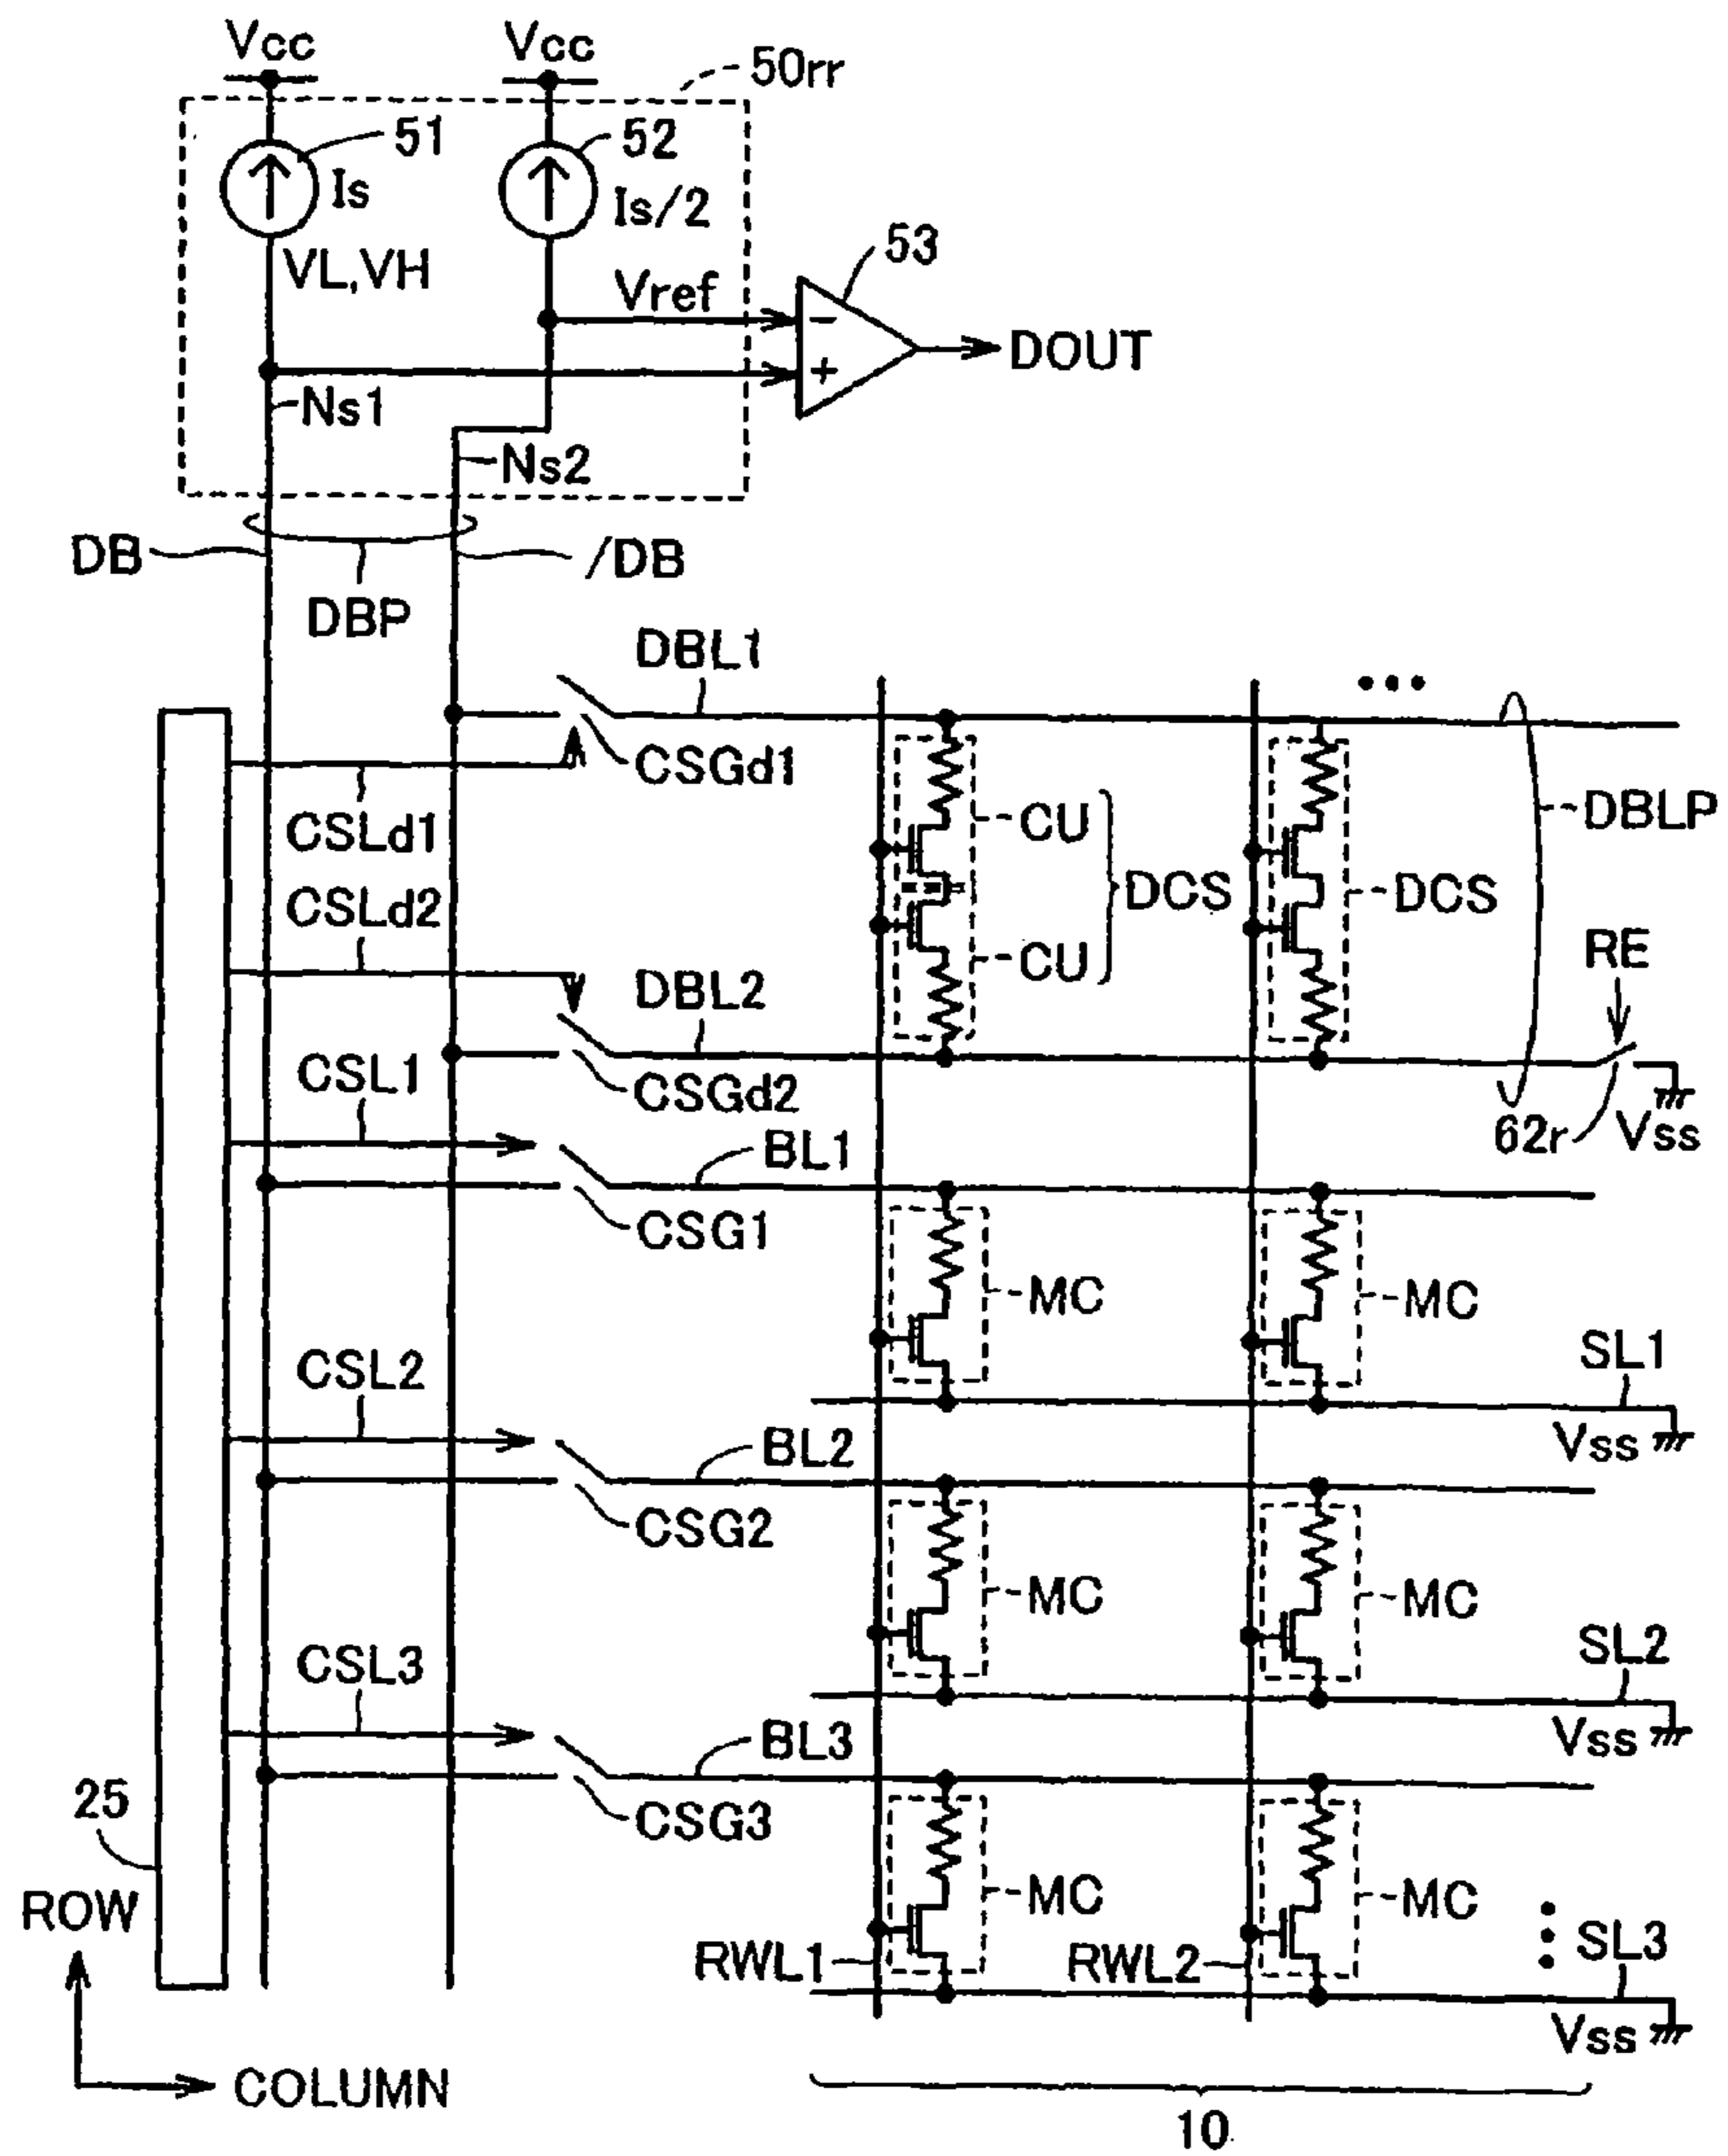 Vcc
Vcc
50rr
51
52
Is
Is/2
VL,VH
Vref
53
−
+
DOUT
Ns1
Ns2
DB
/DB
DBP
DBL1
CSGd1
CSLd1
CU
DCS
CU
DCS
DBLP
CSLd2
RE
DBL2
CSGd2
62r
Vss
CSL1
BL1
CSG1
MC
MC
SL1
Vss
CSL2
BL2
CSG2
MC
MC
SL2
Vss
CSL3
BL3
CSG3
MC
MC
25
ROW
RWL1
RWL2
SL3
Vss
COLUMN
10